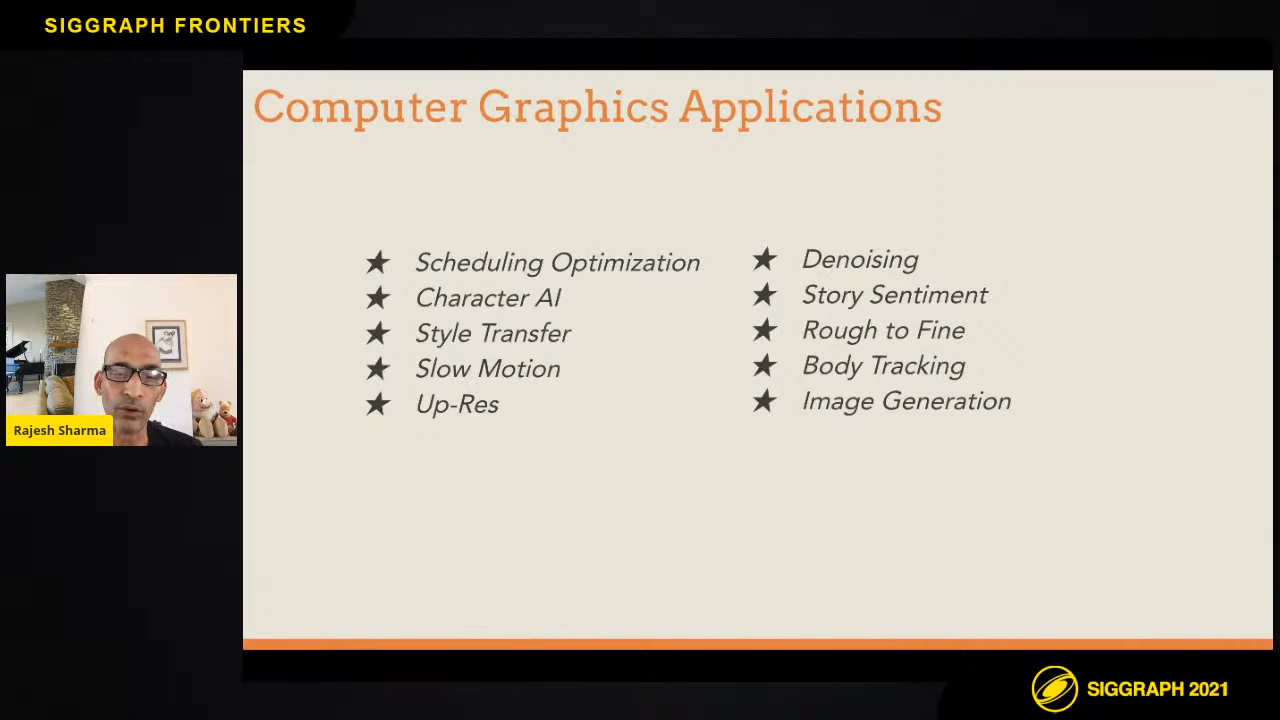 SIGGRAPH FRONTIERS
Computer Graphics Applications
Scheduling Optimization
Character AI
Style Transfer
Slow Motion
Up-Res
Denoising
Story Sentiment
Rough to Fine
Body Tracking
Image Generation
Rajesh Sharma
SIGGRAPH 2021